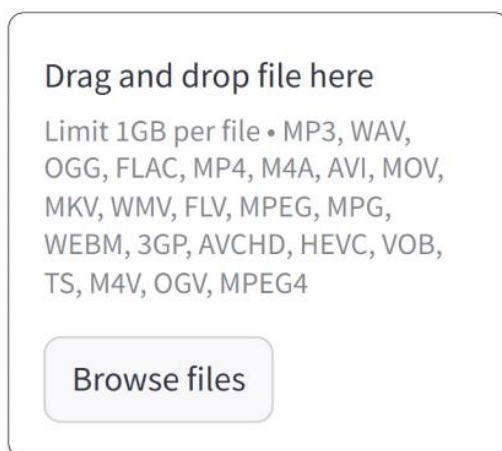 Drag and drop file here
Limit 1GB per file • MP3, WAV,
OGG, FLAC, MP4, M4A, AVI, MOV,
MKV, WMV, FLV, MPEG, MPG,
WEBM, 3GP, AVCHD, HEVC, VOB,
TS, M4V, OGV, MPEG4
Browse files